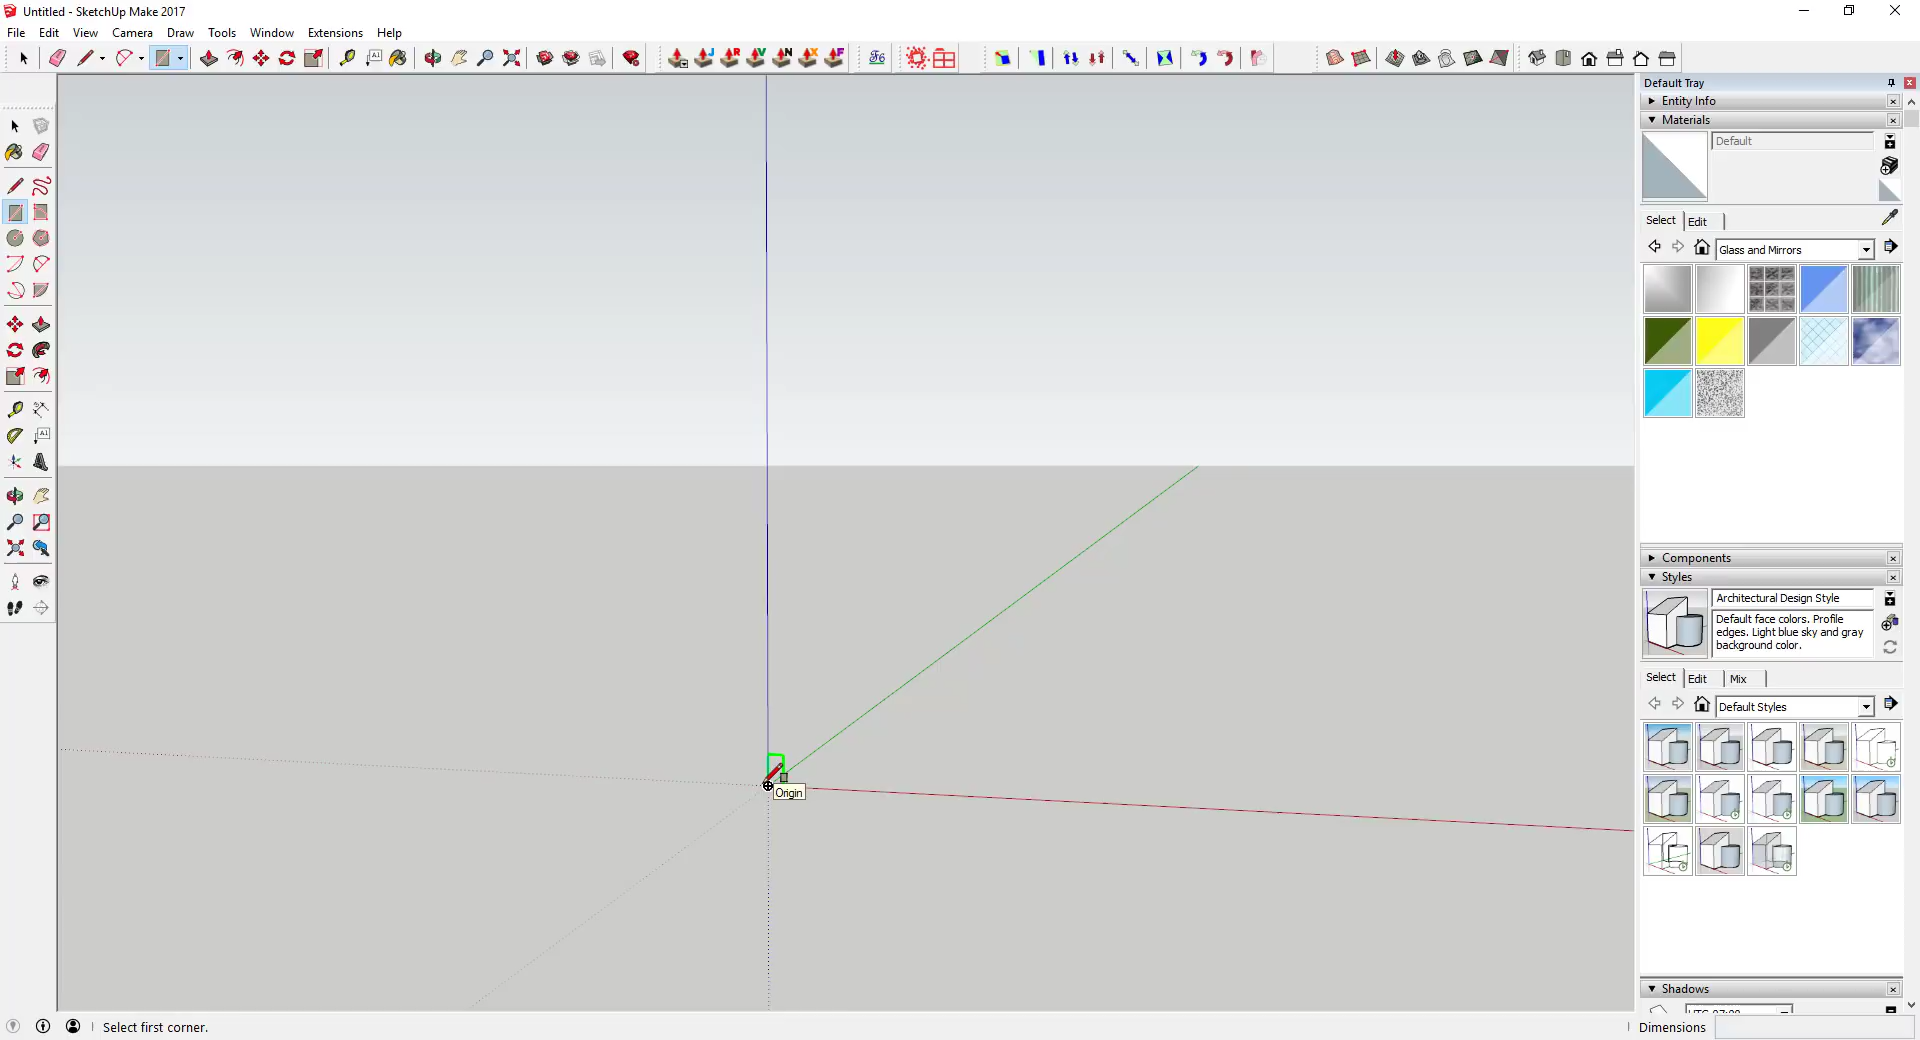 Untitled - SketchUp Make 2017
File Edit View Camera Draw Tools Window Extensions Help
Default Tray
Entity Info
Materials
Default
Select Edit
Glass and Mirrors
Components
Styles
Architectural Design Style
Default face colors. Profile
edges. Light blue sky and gray
background color.
Select Edit Mix
Default Styles
Origin
Shadows
Select first corner.
Dimensions